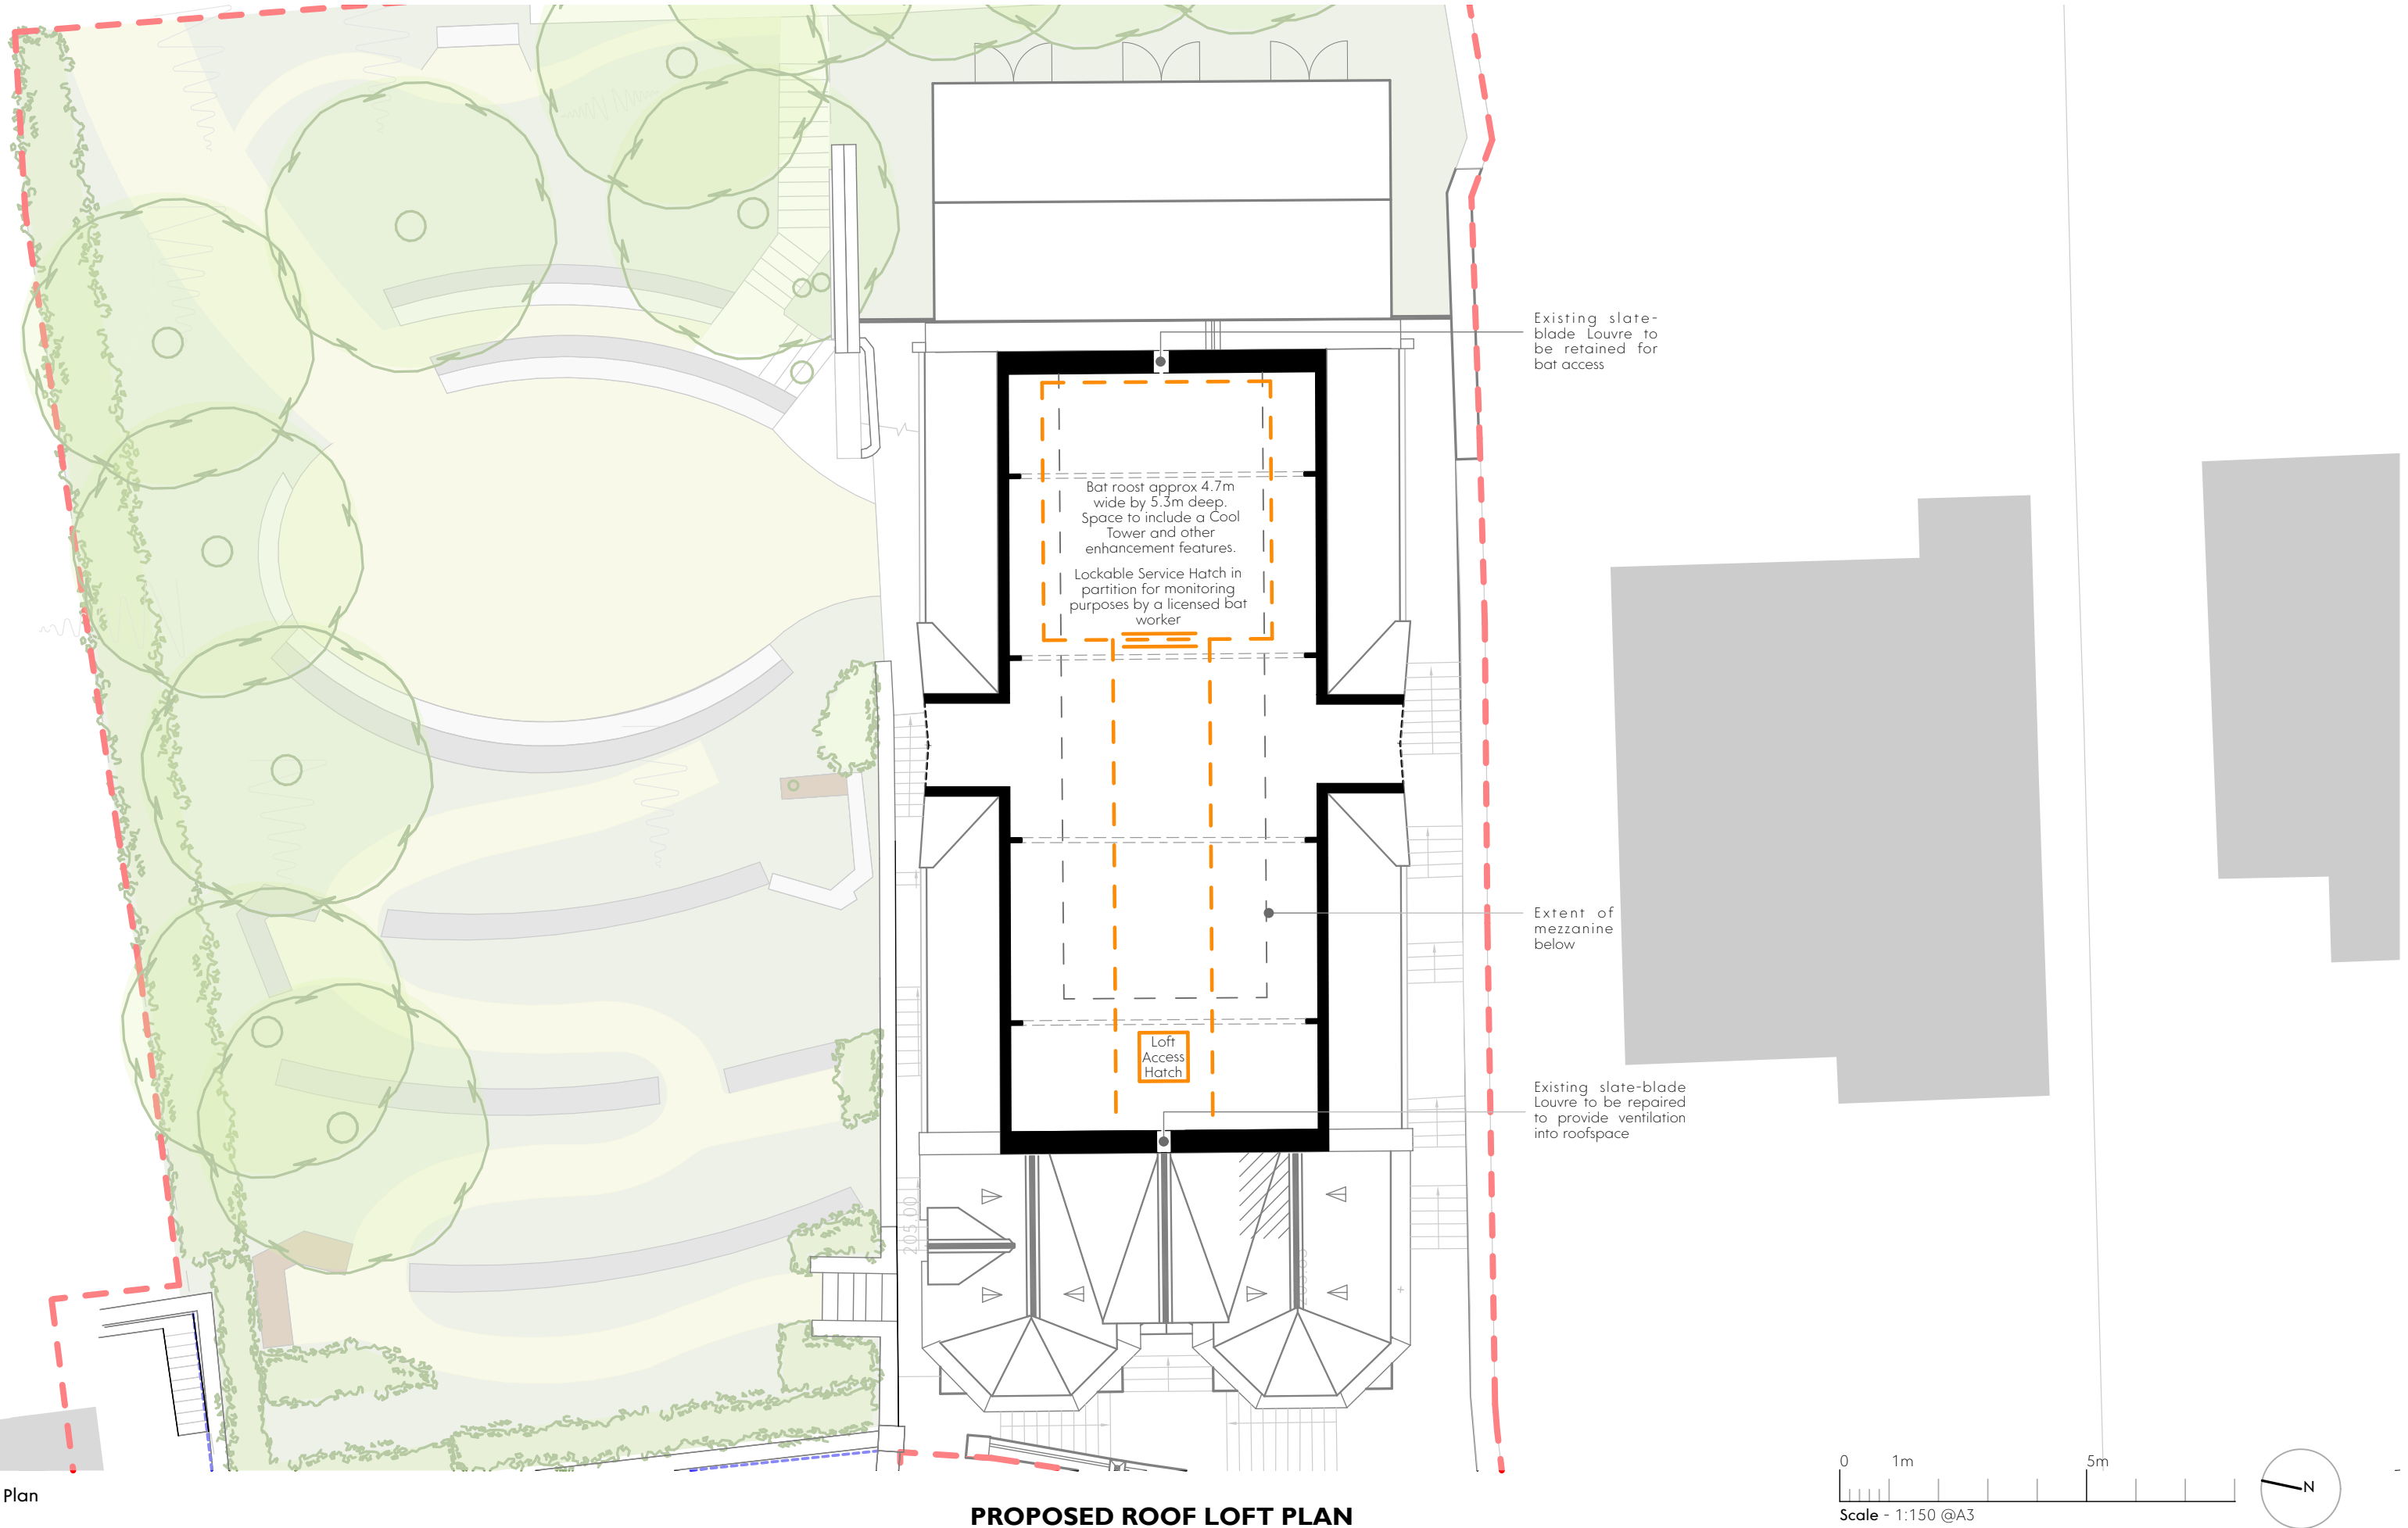 Existing slate-
blade Louvre to
be retained for
bat access
Bat roost approx 4.7m
wide by 5.3m deep.
Space to include a Cool
Tower and other
enhancement features.
Lockable Service Hatch in
partition for monitoring
purposes by a licensed bat
worker
Extent of
mezzanine
below
Loft
Access
Hatch
Existing slate-blade
Louvre to be repaired
to provide ventilation
into roofspace
205.00
0 1m 5m
N
Scale - 1:150 @A3
Plan
PROPOSED ROOF LOFT PLAN